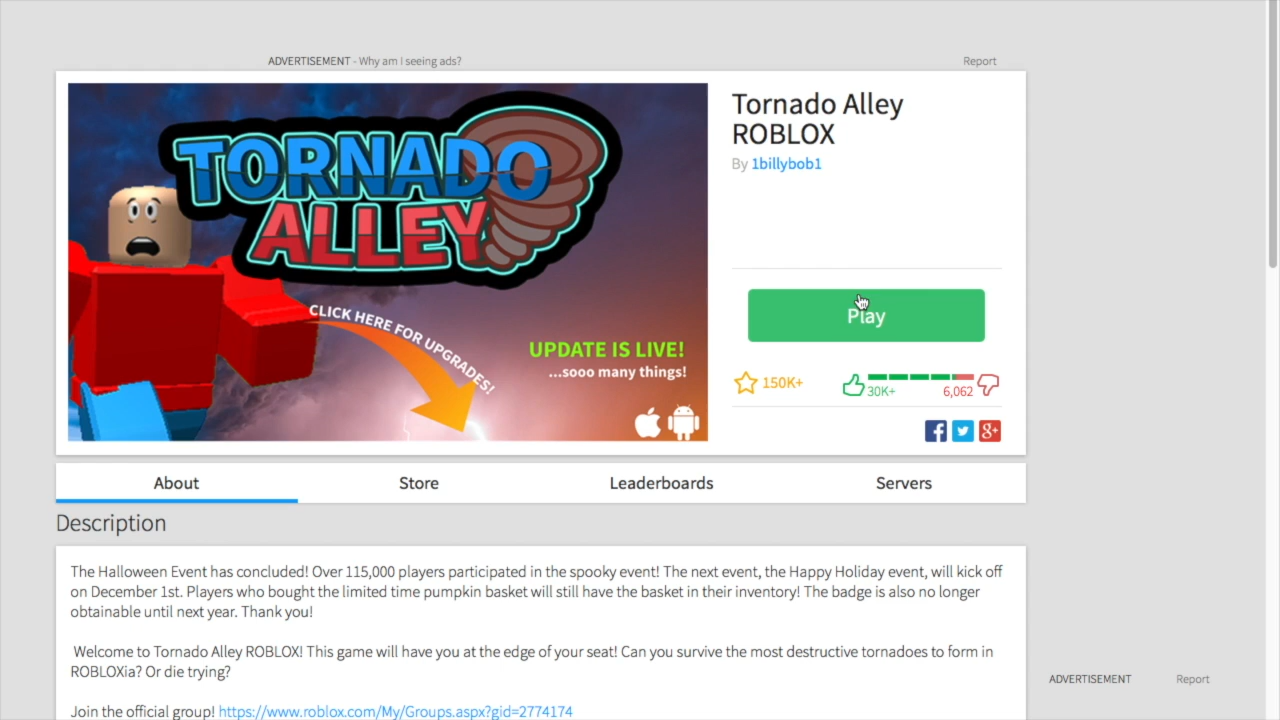 ADVERTISEMENT - Why am I seeing ads?
Report
TORNADO
ALLEY
CLICK HERE FOR UPGRADES!
UPDATE IS LIVE!
...sooo many things!
Tornado Alley
ROBLOX
By 1billybob1
Play
150K+
30K+
6,062
About
Store
Leaderboards
Servers
Description
The Halloween Event has concluded! Over 115,000 players participated in the spooky event! The next event, the Happy Holiday event, will kick off
on December 1st. Players who bought the limited time pumpkin basket will still have the basket in their inventory! The badge is also no longer
obtainable until next year. Thank you!
Welcome to Tornado Alley ROBLOX! This game will have you at the edge of your seat! Can you survive the most destructive tornadoes to form in
ROBLOXia? Or die trying?
Join the official group! https://www.roblox.com/My/Groups.aspx?gid=2774174
ADVERTISEMENT
Report